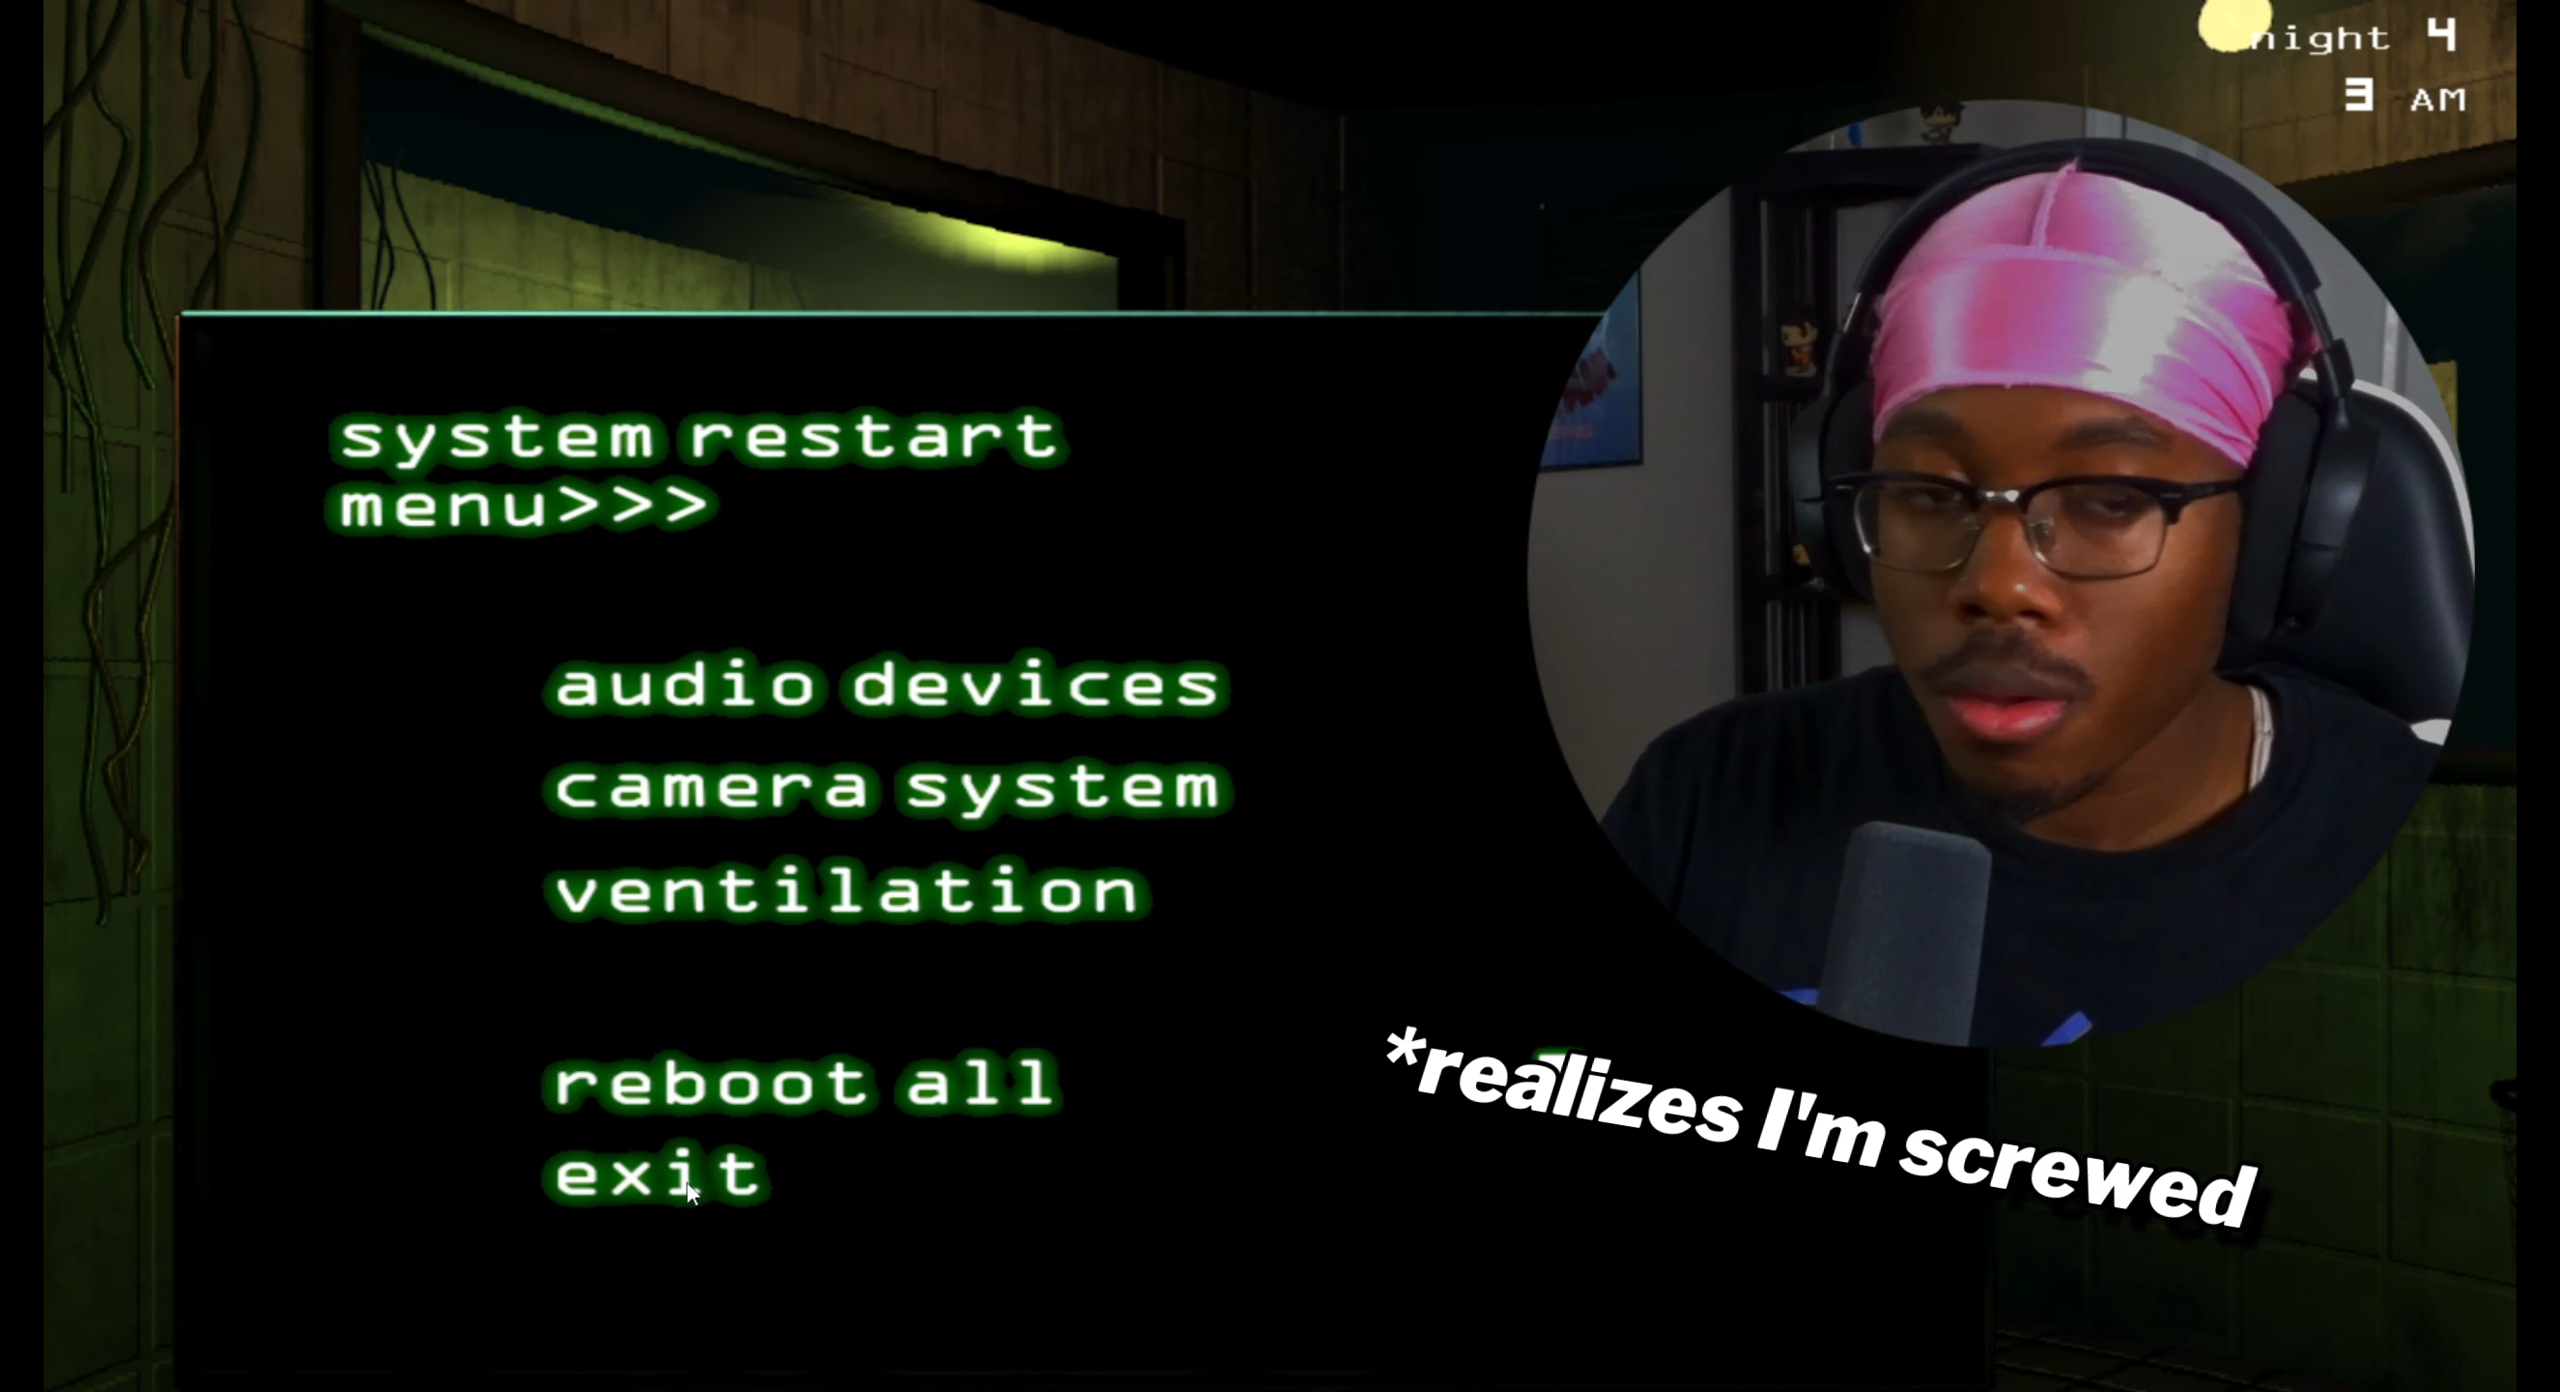 night 4
3 AM
system restart
menu>>>
audio devices
camera system
ventilation
reboot all
exit
*realizes I'm screwed